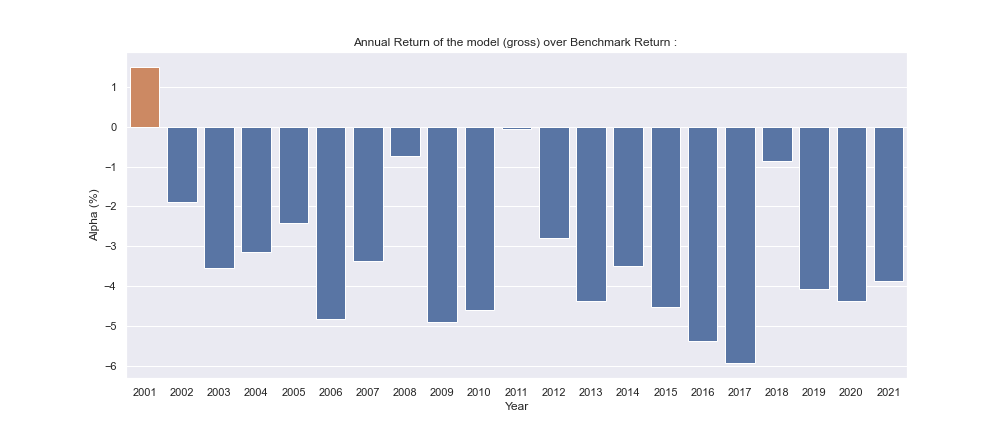 Annual Return of the model (gross) over Benchmark Return :
1
0
−1
−2
−3
−4
−5
−6
Alpha (%)
2001 2002 2003 2004 2005 2006 2007 2008 2009 2010 2011 2012 2013 2014 2015 2016 2017 2018 2019 2020 2021
Year